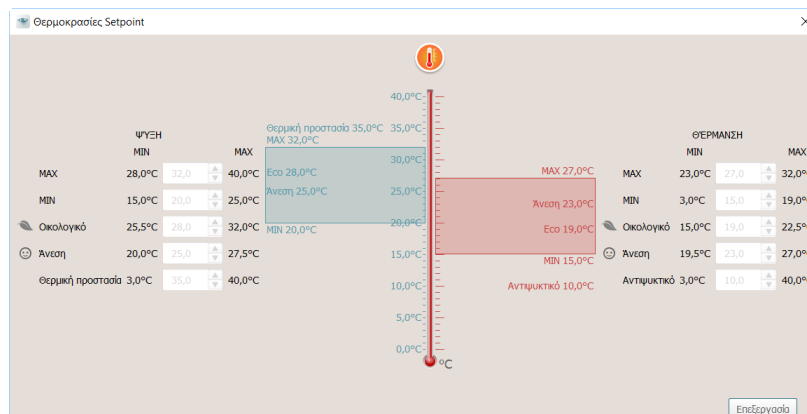 Θερμοκρασίες Setpoint
40,0°C
Θερμική προστασία 35,0°C 35,0°C
ΨΎΞΗ
ΘΈΡΜΑΝΣΗ
MAX 32,0°C
MIN MAX
MIN MAX
30,0°C
MAX 28,0°C 32,0 40,0°C
Eco 28,0°C
MAX 27,0°C
MAX 23,0°C 27,0 32,0°
Άνεση 25,0°C
25,0°C
MIN 15,0°C 20,0 25,0°C
Άνεση 23,0°C
MIN 3,0°C 15,0 19,0°
Οικολογικό 25,5°C 28,0 32,0°C
MIN 20,0°C
20,0°C
Eco 19,0°C
Οικολογικό 15,0°C 19,0 22,5°
Άνεση 20,0°C 25,0 27,5°C
15,0°C
MIN 15,0°C
Άνεση 19,5°C 23,0 27,0°
Θερμική προστασία 3,0°C 35,0 40,0°C
10,0°C
Αντιψυκτικό 10,0°C
Αντιψυκτικό 3,0°C 10,0 40,0°
5,0°C
0,0°C
°C
Επεξεργασία